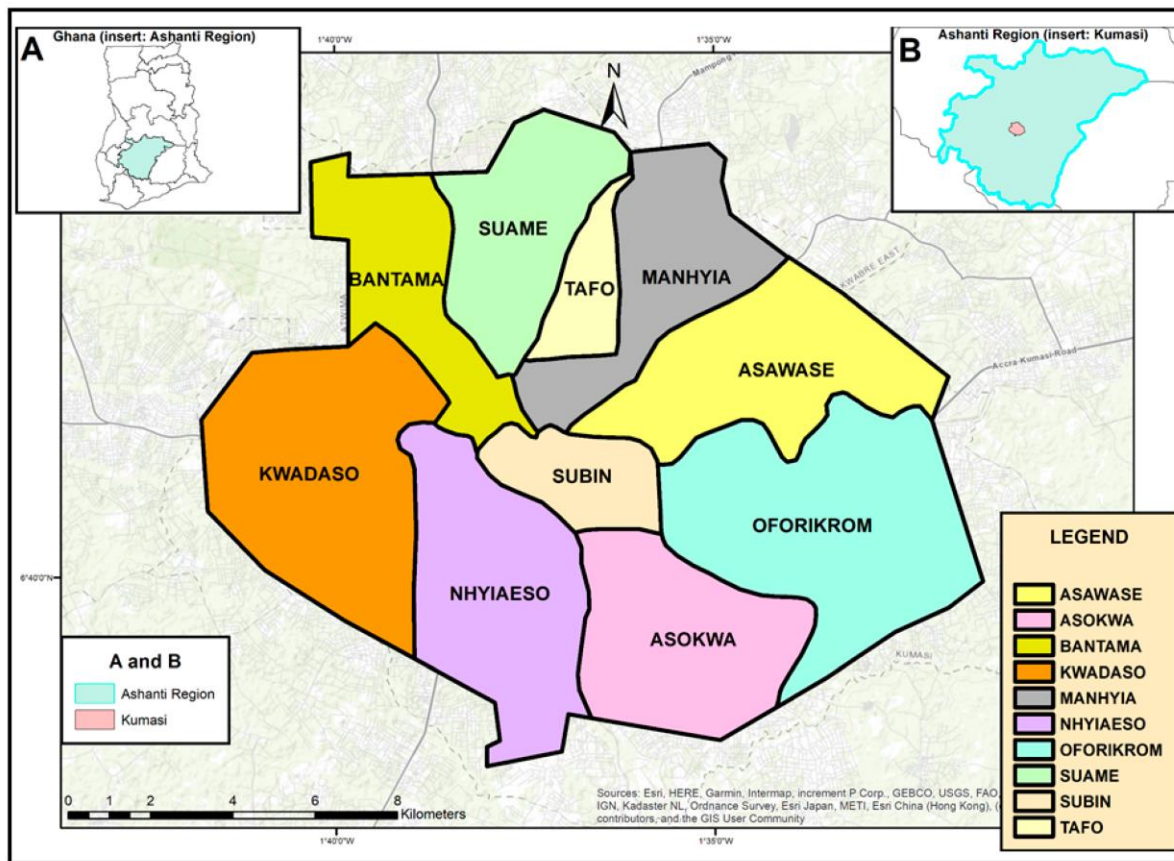 A
Ghana (insert: Ashanti Region)
1°40'0"W
1°35'0"W
B
Ashanti Region (insert: Kumasi)
N
Mampong
SUAME
BANTAMA
TAFO
MANHYIA
KWABRE EAST
ATWIMA
ASAWASE
Accra-Kumasi-Road
KWADASO
SUBIN
OFORIKROM
6°40'0"N
NHYIAESO
ASOKWA
KUMASI
A and B
Ashanti Region
Kumasi
LEGEND
ASAWASE
ASOKWA
BANTAMA
KWADASO
MANHYIA
NHYIAESO
OFORIKROM
SUAME
SUBIN
TAFO
0 1 2 4 6 8
Kilometers
Sources: Esri, HERE, Garmin, Intermap, increment P Corp., GEBCO, USGS, FAO,
IGN, Kadaster NL, Ordnance Survey, Esri Japan, METI, Esri China (Hong Kong), (
contributors, and the GIS User Community
1°40'0"W
1°35'0"W